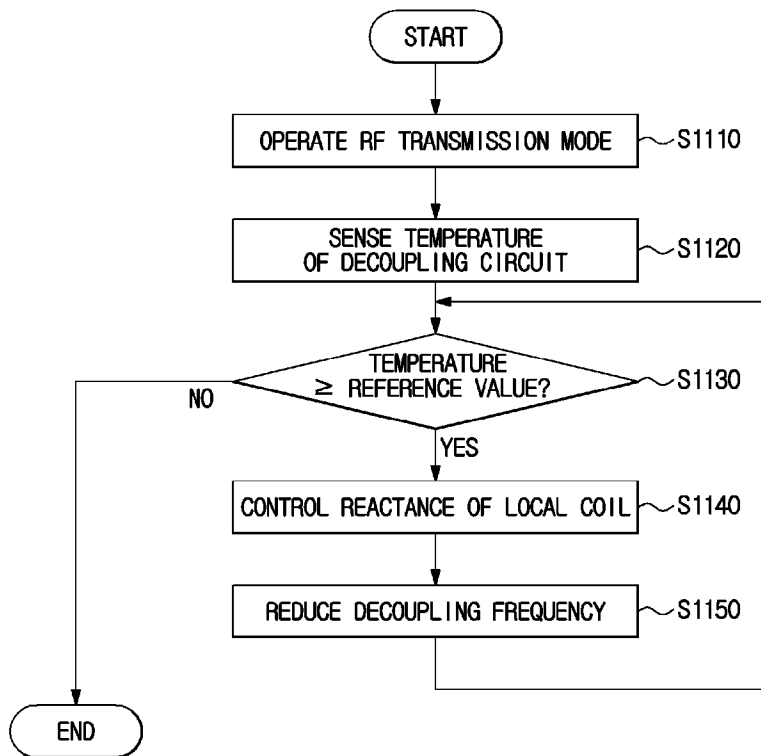 START
OPERATE RF TRANSMISSION MODE
S1110
SENSE TEMPERATURE
OF DECOUPLING CIRCUIT
S1120
TEMPERATURE
≥ REFERENCE VALUE?
S1130
NO
YES
CONTROL REACTANCE OF LOCAL COIL
S1140
REDUCE DECOUPLING FREQUENCY
S1150
END